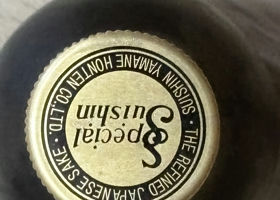 Special
Suishin
SUISHIN YAMANE HONTEN CO.,LTD. · THE REFINED JAPANESE SAKE ·